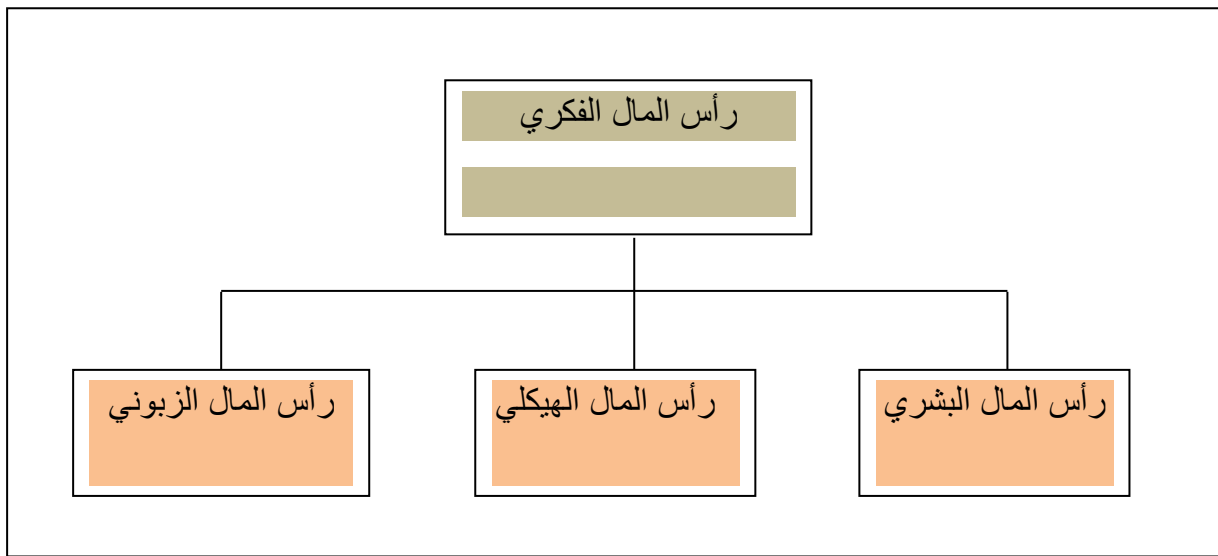 رأس المال الفكري
رأس المال البشري
رأس المال الهيكلي
رأس المال الزبوني